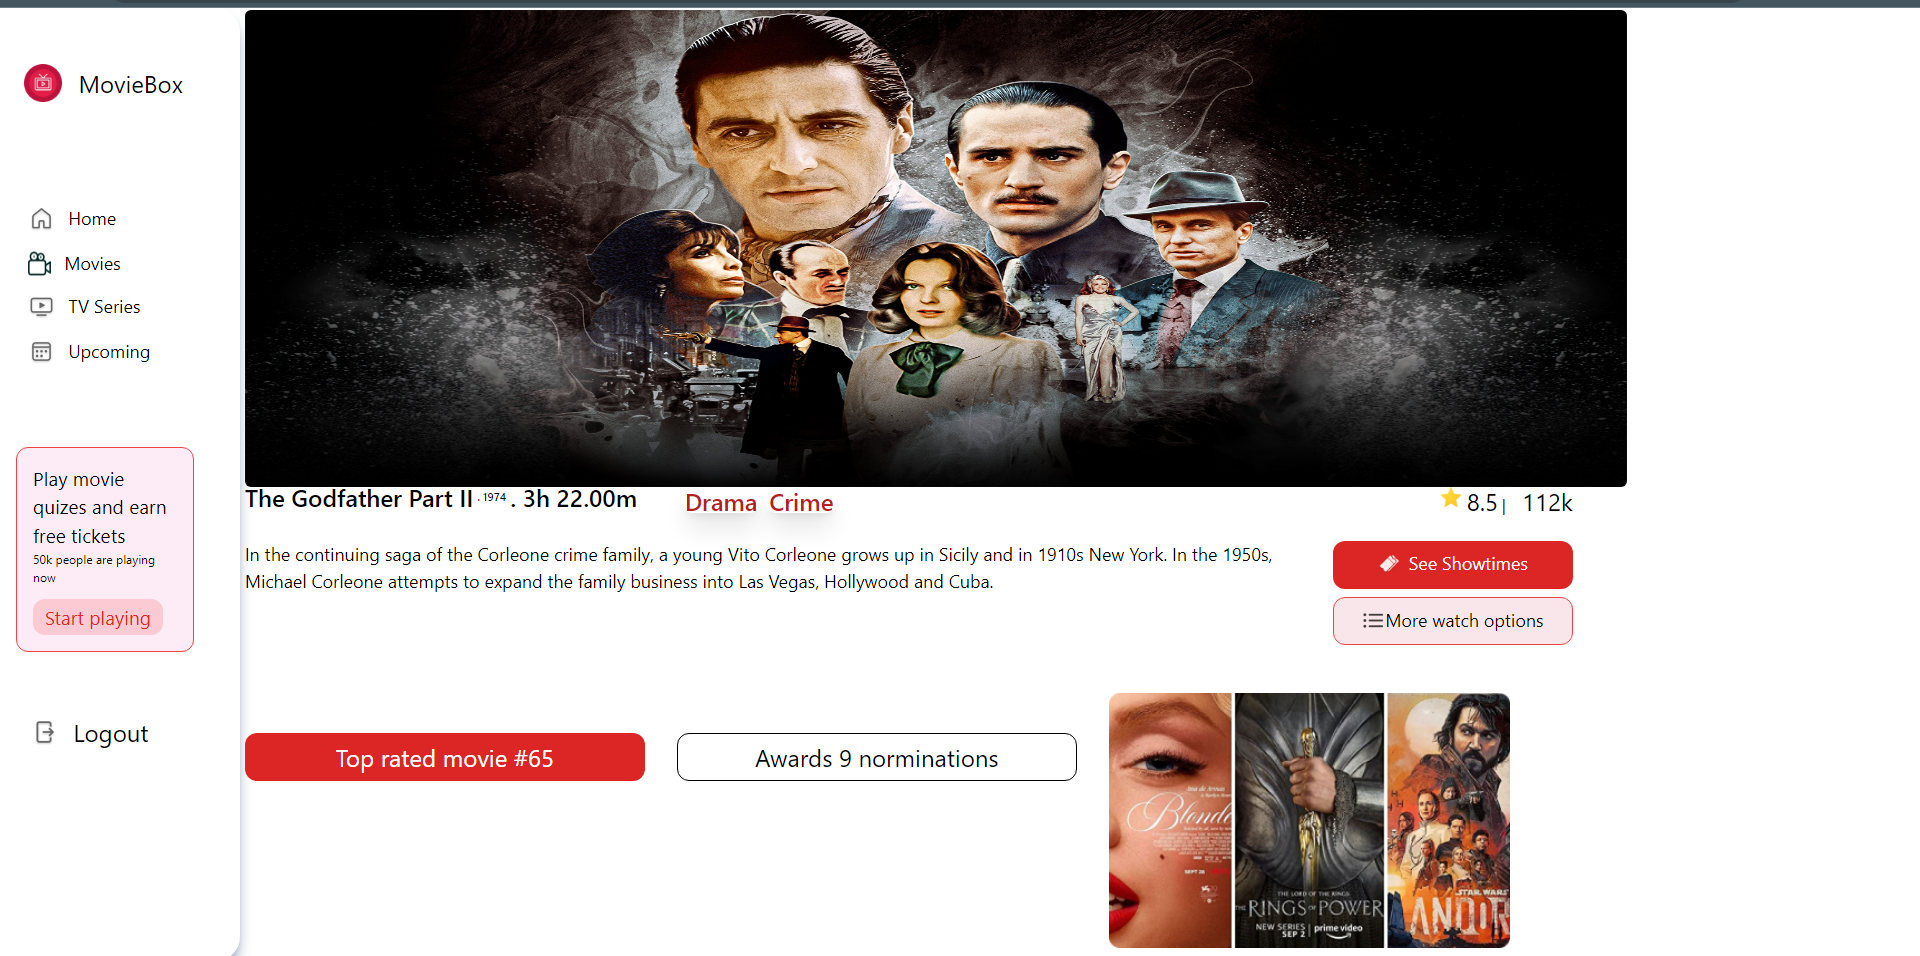 MovieBox
Home
Movies
TV Series
Upcoming
Play movie
quizes and earn
free tickets
50k people are playing
now
Start playing
Logout
The Godfather Part II . 1974 . 3h 22.00m Drama Crime
8.5 | 112k
In the continuing saga of the Corleone crime family, a young Vito Corleone grows up in Sicily and in 1910s New York. In the 1950s,
Michael Corleone attempts to expand the family business into Las Vegas, Hollywood and Cuba.
See Showtimes
More watch options
Top rated movie #65
Awards 9 norminations
Ana de Armas
Blonde
SEPT 28
THE LORD OF THE RINGS
THE RINGS OF POWER
NEW SERIES
SEP 2 | prime video
STAR WARS
ANDOR